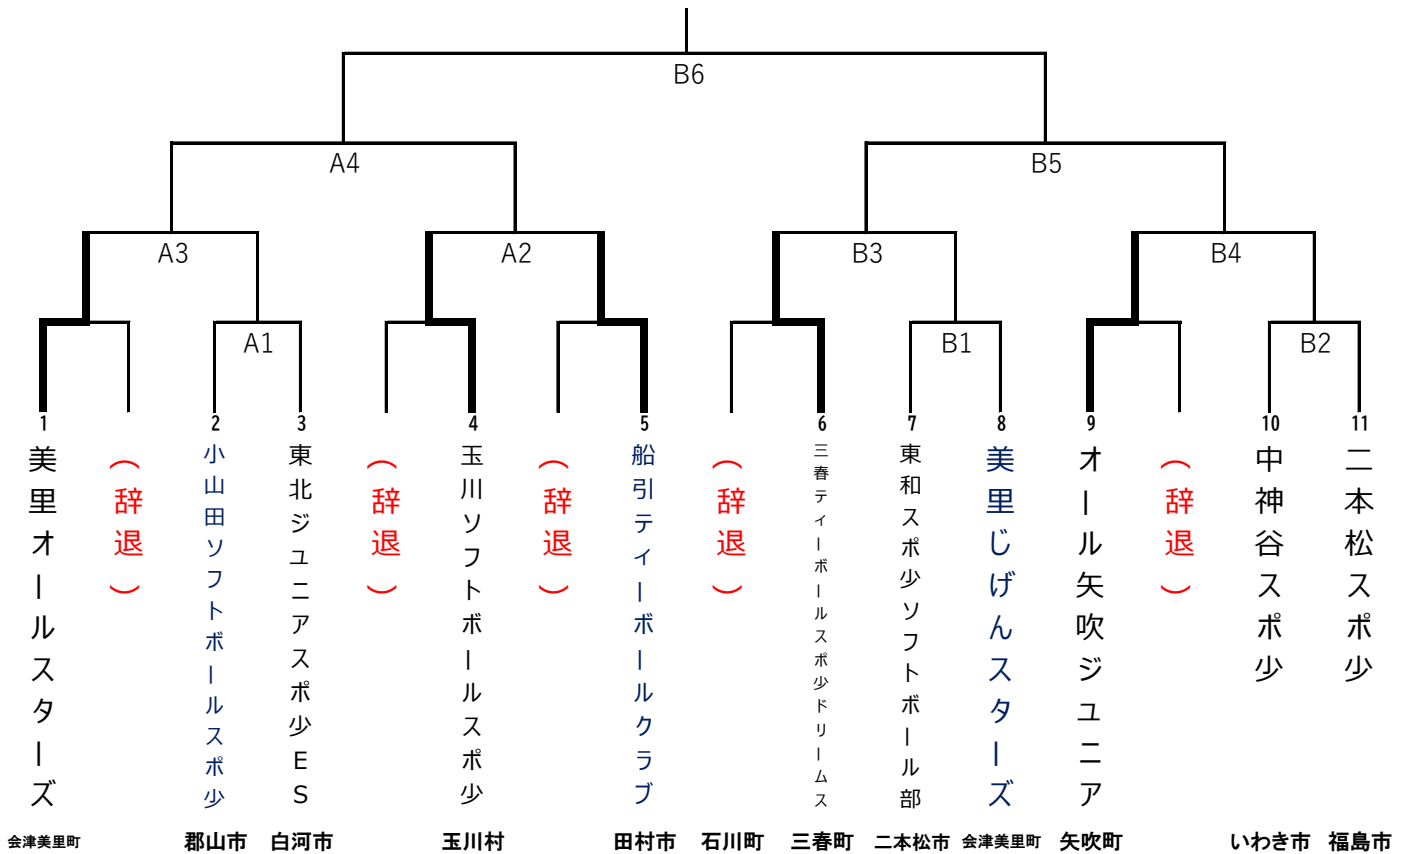 B6
A4
B5
A3
A2
B3
B4
A1
B1
B2
1
2
3
4
5
6
7
8
9
10
11
美里オールスターズ
（辞退）
小山田ソフトボールスポ少
東北ジュニアスポ少ES
（辞退）
玉川ソフトボールスポ少
（辞退）
船引ティーボールクラブ
（辞退）
三春ティーボールスポ少ドリームス
東和スポ少ソフトボール部
美里じげんスターズ
オール矢吹ジュニア
（辞退）
中神谷スポ少
二本松スポ少
会津美里町
郡山市
白河市
玉川村
田村市
石川町
三春町
二本松市
会津美里町
矢吹町
いわき市
福島市